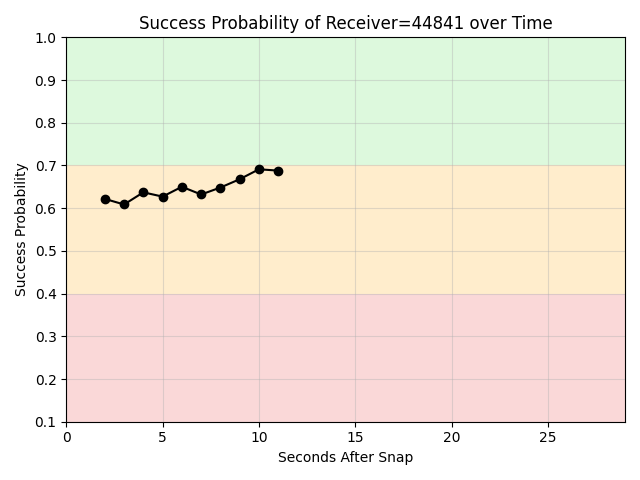 Success Probability of Receiver=44841 over Time
1.0
0.9
0.8
0.7
0.6
0.5
0.4
0.3
0.2
0.1
Success Probability
0 5 10 15 20 25
Seconds After Snap